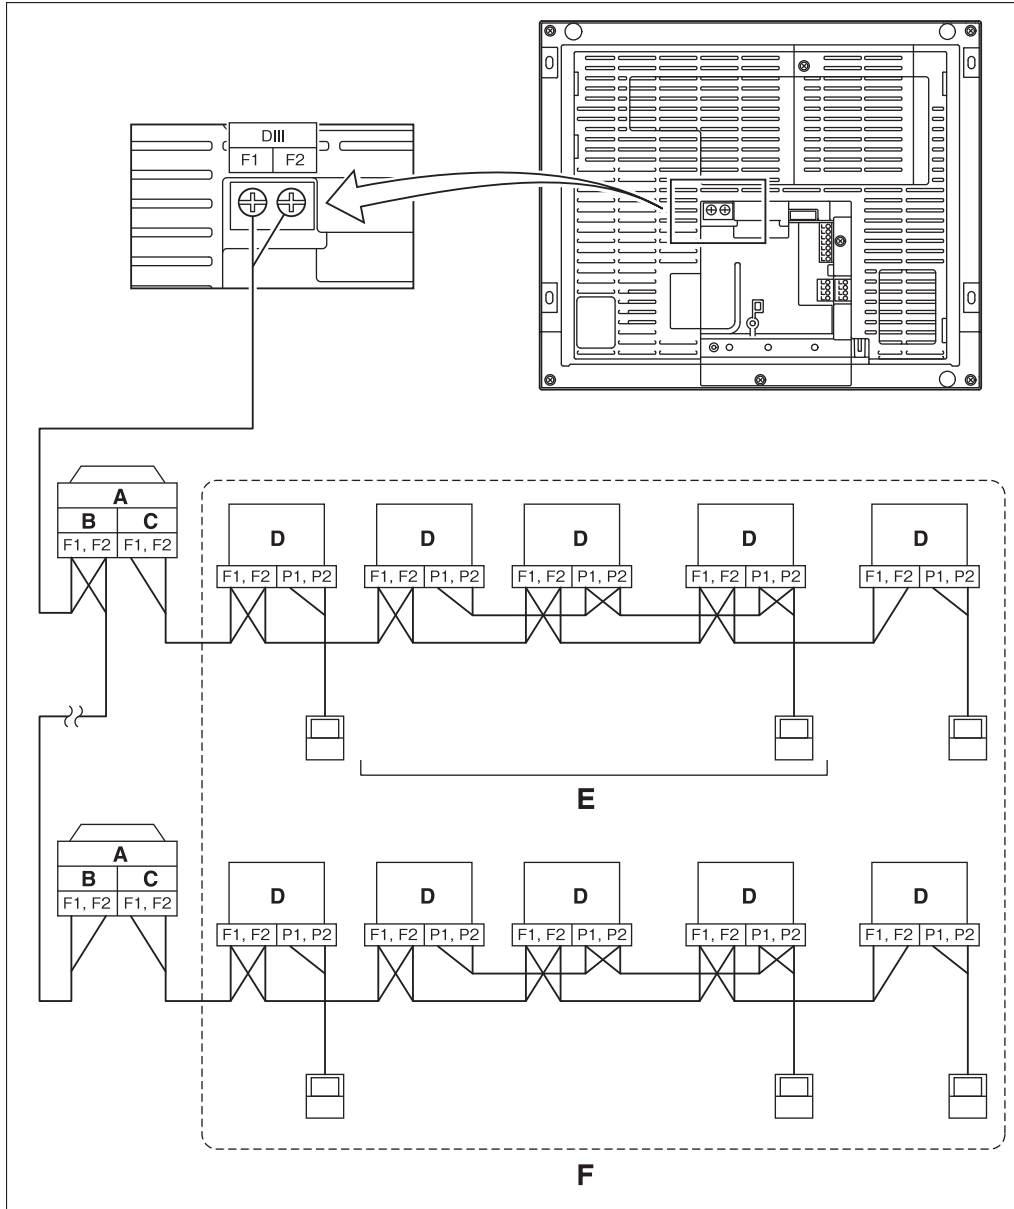 DIII
F1 F2
A
B C
F1, F2 F1, F2
D D D D D
F1, F2 P1, P2 F1, F2 P1, P2 F1, F2 P1, P2 F1, F2 P1, P2 F1, F2 P1, P2
E
A
B C
F1, F2 F1, F2
D D D D D
F1, F2 P1, P2 F1, F2 P1, P2 F1, F2 P1, P2 F1, F2 P1, P2 F1, F2 P1, P2
F